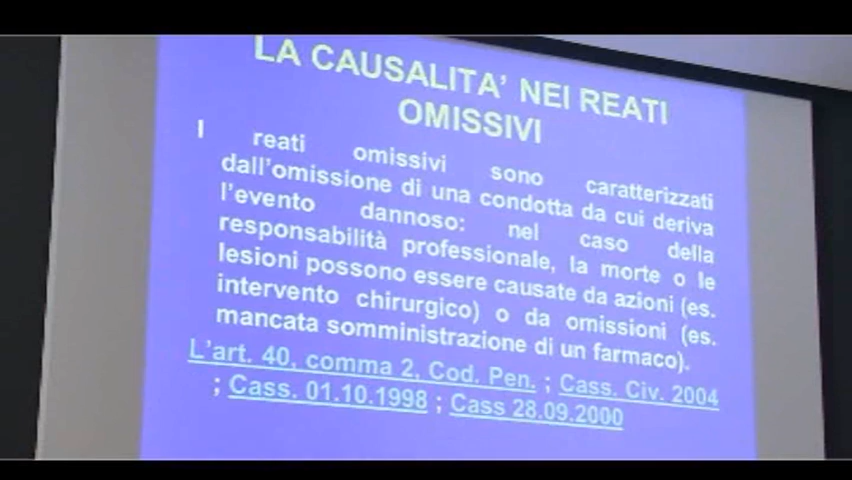 LA CAUSALITA’ NEI REATI
OMISSIVI
I reati omissivi sono caratterizzati
dall’omissione di una condotta da cui deriva
l’evento dannoso: nel caso della
responsabilità professionale, la morte o le
lesioni possono essere causate da azioni (es.
intervento chirurgico) o da omissioni (es.
mancata somministrazione di un farmaco).
L’art. 40, comma 2, Cod. Pen. ; Cass. Civ. 2004
; Cass. 01.10.1998 ; Cass 28.09.2000